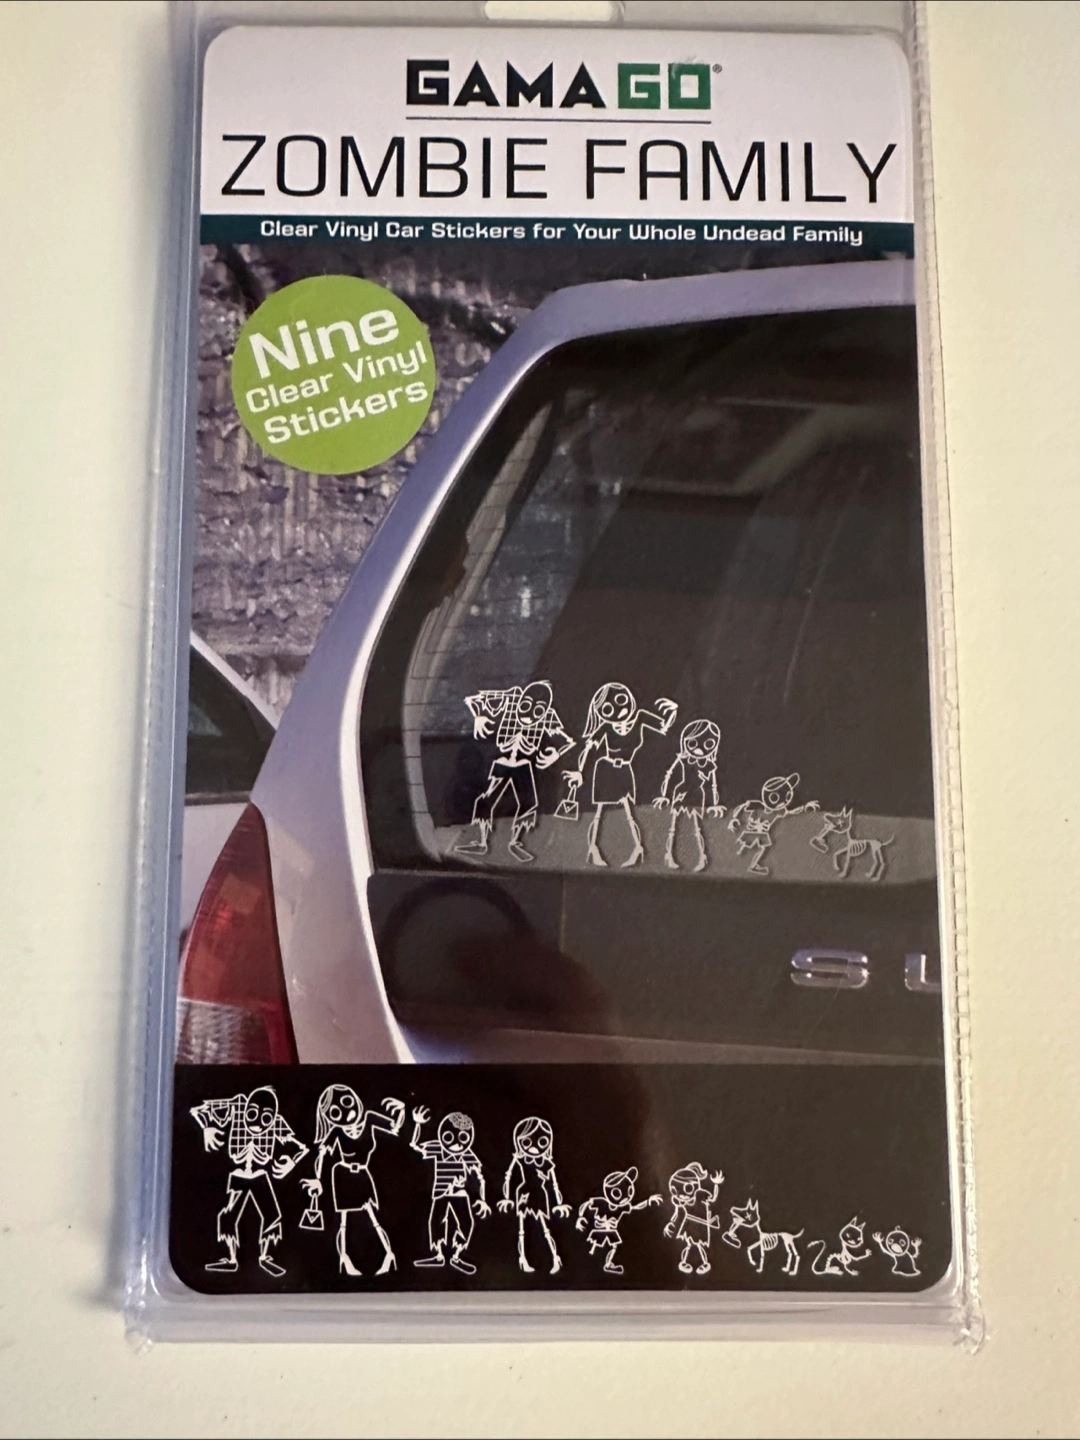 GAMAGO®
ZOMBIE FAMILY
Clear Vinyl Car Stickers for Your Whole Undead Family
Nine
Clear Vinyl
Stickers
S